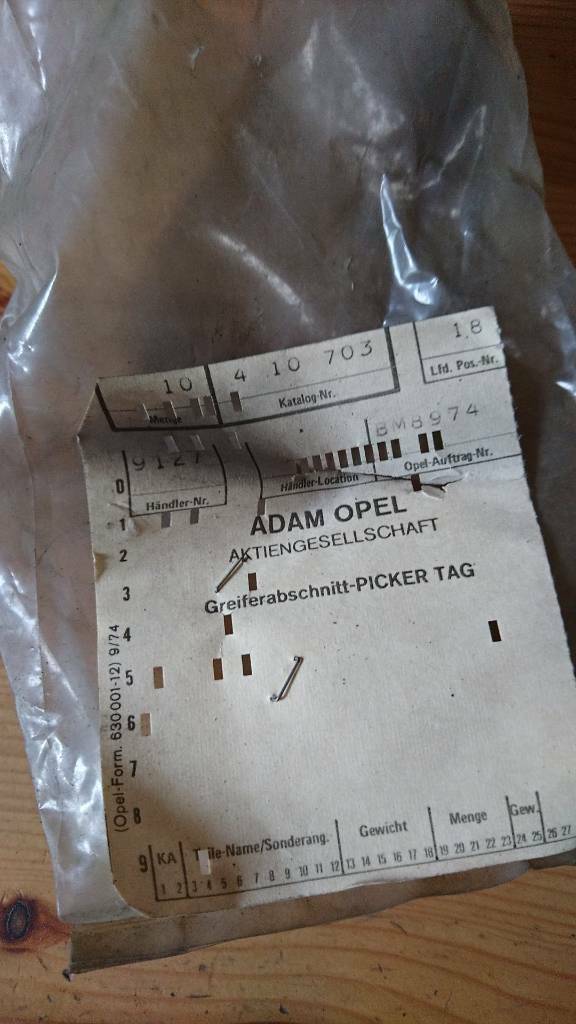 10 4 10 703 18
Menge Katalog-Nr. Lfd. Pos.-Nr.
9127 8M8974
Händler-Nr. Händler-Location Opel-Auftrag-Nr.
0
1
ADAM OPEL
AKTIENGESELLSCHAFT
2
Greiferabschnitt-PICKER TAG
3
4
5
6
7
8
(Opel-Form. 630 001-12) 9/74
9 KA Teile-Name/Sonderang. Gewicht Menge Gew.
1 2 3 4 5 6 7 8 9 10 11 12 13 14 15 16 17 18 19 20 21 22 23 24 25 26 27